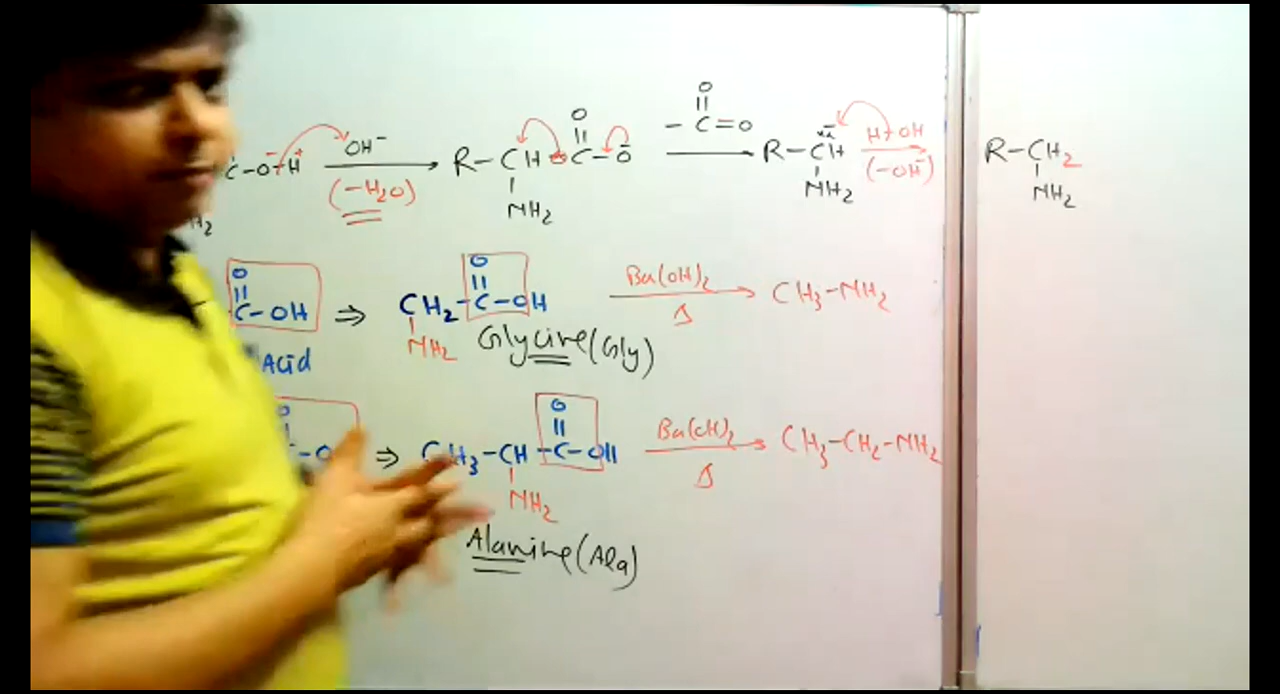 C-O-H OH⁻ (-H₂O) R-CH-C(=O)-O⁻ -C(=O)=O R-CH⁻ H+OH (-OH⁻) R-CH₂
H₂ NH₂ NH₂ NH₂
O=C-OH ⇒ CH₂-C(=O)-OH Ba(OH)₂ Δ CH₃-NH₂
NH₂ Glycine (Gly)
Acid
⇒ CH₃-CH-C(=O)-OH Ba(OH)₂ Δ CH₃-CH₂-NH₂
NH₂
Alanine (Ala)